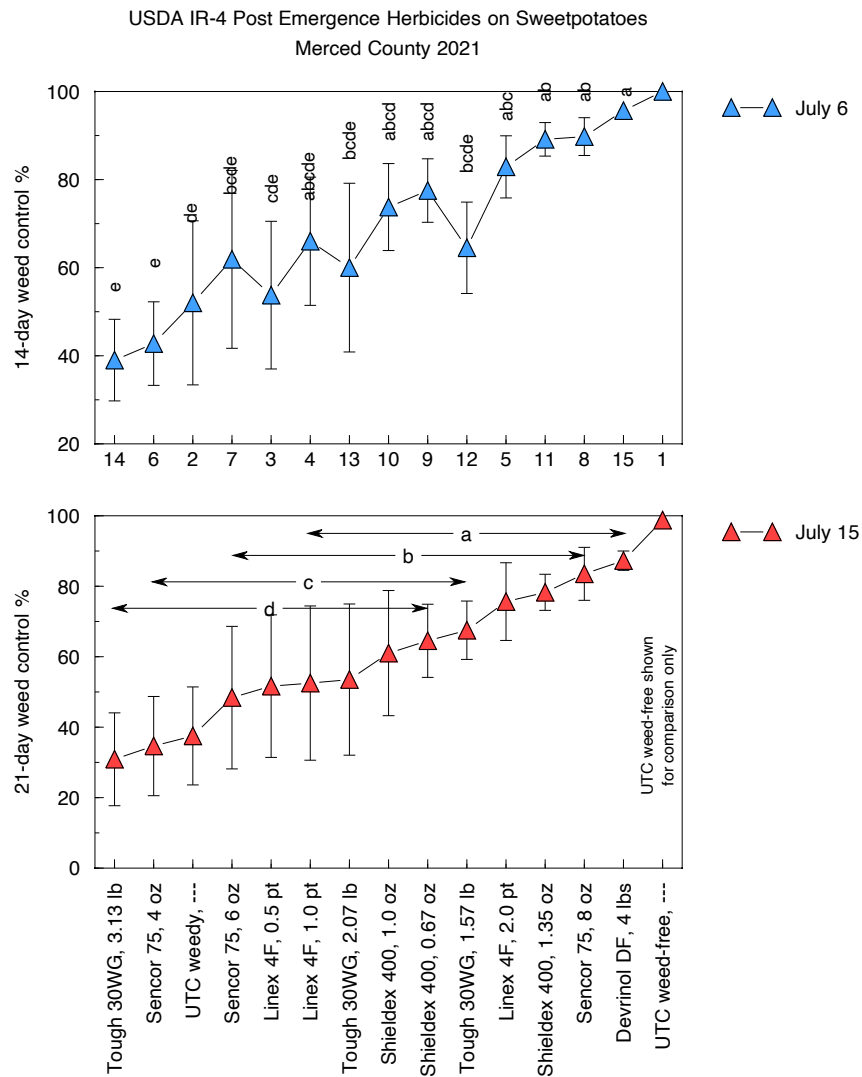 USDA IR-4 Post Emergence Herbicides on Sweetpotatoes
Merced County 2021
14-day weed control %
100
80
60
40
20
e
e
de
bcde
cde
abcde
bcde
abcd
abcd
bcde
abc
ab
ab
a
July 6
14 6 2 7 3 4 13 10 9 12 5 11 8 15 1
21-day weed control %
100
80
60
40
20
0
a
b
c
d
July 15
UTC weed-free shown
for comparison only
Tough 30WG, 3.13 lb
Sencor 75, 4 oz
UTC weedy, ---
Sencor 75, 6 oz
Linex 4F, 0.5 pt
Linex 4F, 1.0 pt
Tough 30WG, 2.07 lb
Shieldex 400, 1.0 oz
Shieldex 400, 0.67 oz
Tough 30WG, 1.57 lb
Linex 4F, 2.0 pt
Shieldex 400, 1.35 oz
Sencor 75, 8 oz
Devrinol DF, 4 lbs
UTC weed-free, ---